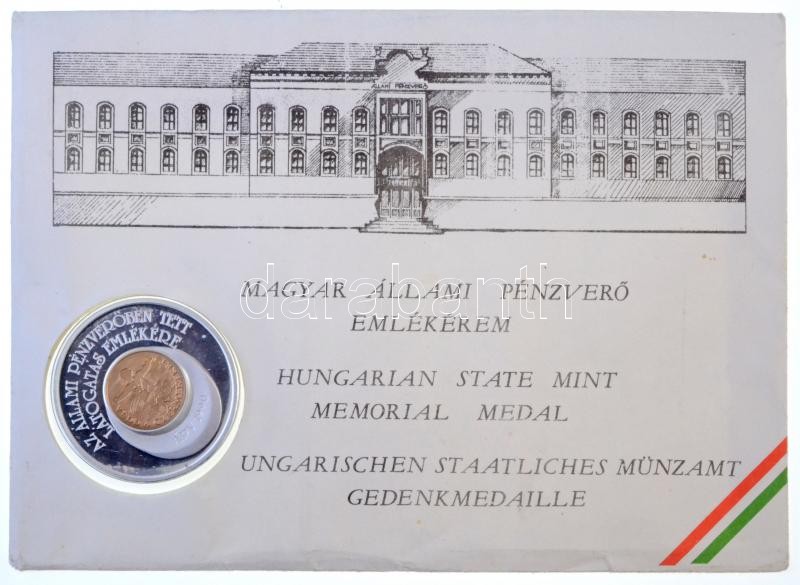 ÁLLAMI PÉNZVERŐ
MAGYAR ÁLLAMI PÉNZVERŐ
EMLÉKÉREM
HUNGARIAN STATE MINT
MEMORIAL MEDAL
UNGARISCHEN STAATLICHES MÜNZAMT
GEDENKMEDAILLE
AZ ÁLLAMI PÉNZVERŐBEN TETT
LÁTOGATÁS EMLÉKÉRE
darabanth